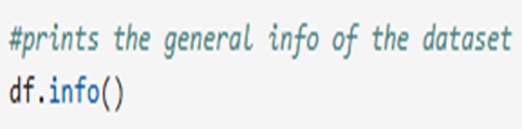 #prints the general info of the dataset
df.info()